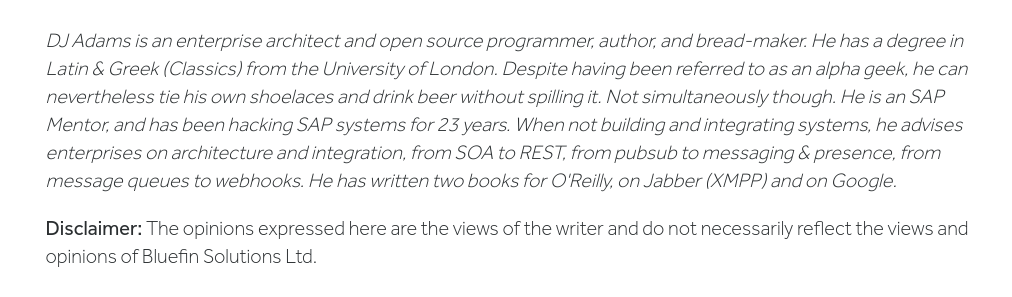 DJ Adams is an enterprise architect and open source programmer, author, and bread-maker. He has a degree in
Latin & Greek (Classics) from the University of London. Despite having been referred to as an alpha geek, he can
nevertheless tie his own shoelaces and drink beer without spilling it. Not simultaneously though. He is an SAP
Mentor, and has been hacking SAP systems for 23 years. When not building and integrating systems, he advises
enterprises on architecture and integration, from SOA to REST, from pubsub to messaging & presence, from
message queues to webhooks. He has written two books for O'Reilly, on Jabber (XMPP) and on Google.
Disclaimer: The opinions expressed here are the views of the writer and do not necessarily reflect the views and
opinions of Bluefin Solutions Ltd.